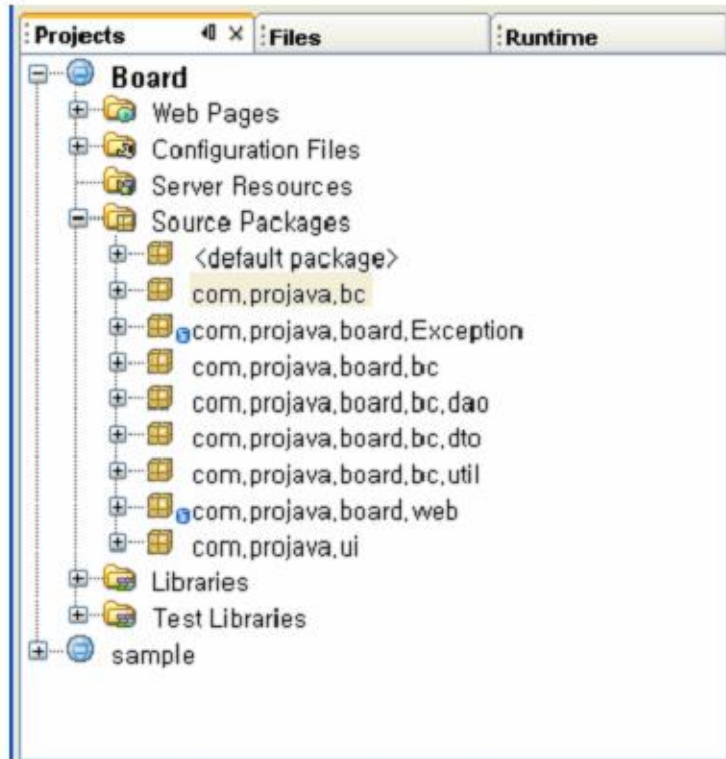 Projects
Files
Runtime
Board
Web Pages
Configuration Files
Server Resources
Source Packages
<default package>
com.projava.bc
com.projava.board.Exception
com.projava.board.bc
com.projava.board.bc.dao
com.projava.board.bc.dto
com.projava.board.bc.util
com.projava.board.web
com.projava.ui
Libraries
Test Libraries
sample